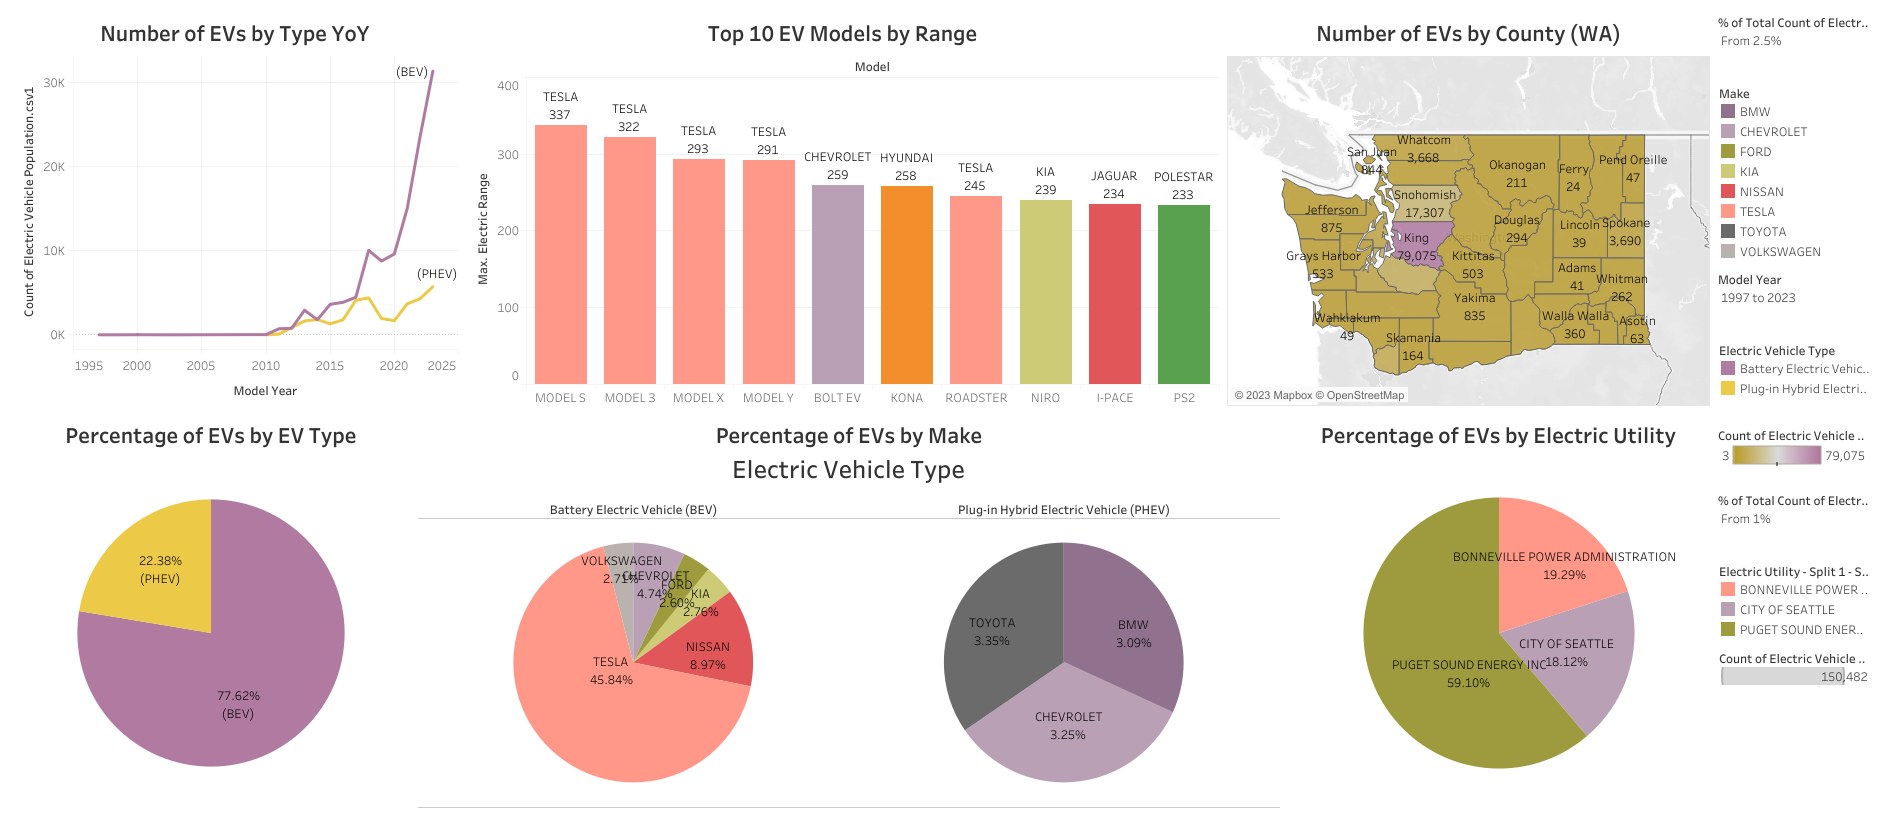 Number of EVs by Type YoY
Count of Electric Vehicle Population.csv1
30K
20K
10K
0K
(BEV)
(PHEV)
1995 2000 2005 2010 2015 2020 2025
Model Year
Top 10 EV Models by Range
Model
Max. Electric Range
400
300
200
100
0
TESLA
337
TESLA
322
TESLA
293
TESLA
291
CHEVROLET
259
HYUNDAI
258
TESLA
245
KIA
239
JAGUAR
234
POLESTAR
233
MODEL S MODEL 3 MODEL X MODEL Y BOLT EV KONA ROADSTER NIRO I-PACE PS2
Number of EVs by County (WA)
Whatcom
3,668
San Juan
844
Okanogan
211
Ferry
24
Pend Oreille
47
Snohomish
17,307
Jefferson
875
King
79,075
Washington
Douglas
294
Lincoln
39
Spokane
3,690
Grays Harbor
533
Kittitas
503
Adams
41
Whitman
262
Yakima
835
Wahkiakum
49
Skamania
164
Walla Walla
360
Asotin
63
© 2023 Mapbox © OpenStreetMap
% of Total Count of Electr..
From 2.5%
Make
BMW
CHEVROLET
FORD
KIA
NISSAN
TESLA
TOYOTA
VOLKSWAGEN
Model Year
1997 to 2023
Electric Vehicle Type
Battery Electric Vehic..
Plug-in Hybrid Electri..
Percentage of EVs by EV Type
22.38%
(PHEV)
77.62%
(BEV)
Percentage of EVs by Make
Electric Vehicle Type
Battery Electric Vehicle (BEV)
VOLKSWAGEN
2.71%
CHEVROLET
4.74%
FORD
2.60%
KIA
2.76%
NISSAN
8.97%
TESLA
45.84%
Plug-in Hybrid Electric Vehicle (PHEV)
TOYOTA
3.35%
BMW
3.09%
CHEVROLET
3.25%
Percentage of EVs by Electric Utility
BONNEVILLE POWER ADMINISTRATION
19.29%
CITY OF SEATTLE
18.12%
PUGET SOUND ENERGY INC
59.10%
Count of Electric Vehicle ..
3 79,075
% of Total Count of Electr..
From 1%
Electric Utility - Split 1 - S..
BONNEVILLE POWER ..
CITY OF SEATTLE
PUGET SOUND ENER..
Count of Electric Vehicle ..
150,482